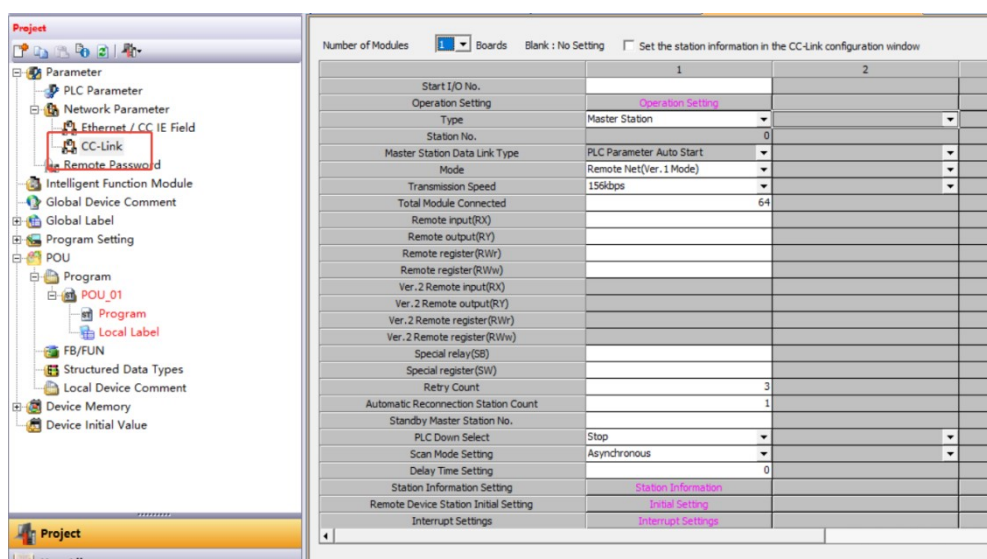 Project
Parameter
PLC Parameter
Network Parameter
Ethernet / CC IE Field
CC-Link
Remote Password
Intelligent Function Module
Global Device Comment
Global Label
Program Setting
POU
Program
POU_01
Program
Local Label
FB/FUN
Structured Data Types
Local Device Comment
Device Memory
Device Initial Value
Project
Number of Modules 1 Boards Blank : No Setting Set the station information in the CC-Link configuration window
1 2
Start I/O No.
Operation Setting Operation Setting
Type Master Station
Station No. 0
Master Station Data Link Type PLC Parameter Auto Start
Mode Remote Net(Ver.1 Mode)
Transmission Speed 156kbps
Total Module Connected 64
Remote input(RX)
Remote output(RY)
Remote register(RWr)
Remote register(RWw)
Ver.2 Remote input(RX)
Ver.2 Remote output(RY)
Ver.2 Remote register(RWr)
Ver.2 Remote register(RWw)
Special relay(SB)
Special register(SW)
Retry Count 3
Automatic Reconnection Station Count 1
Standby Master Station No.
PLC Down Select Stop
Scan Mode Setting Asynchronous
Delay Time Setting 0
Station Information Setting Station Information
Remote Device Station Initial Setting Initial Setting
Interrupt Settings Interrupt Settings